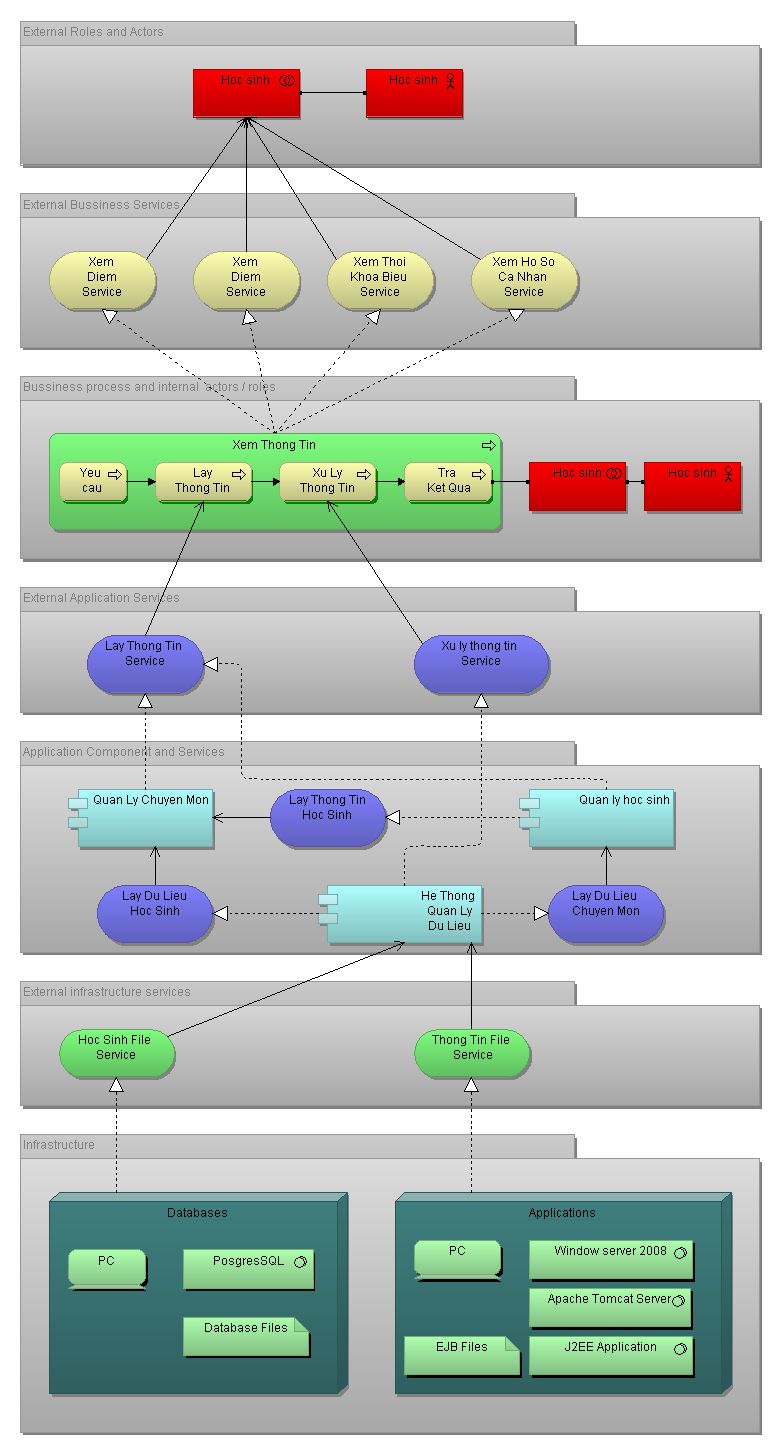 External Roles and Actors
Hoc sinh
Hoc sinh
External Bussiness Services
Xem
Diem
Service
Xem
Diem
Service
Xem Thoi
Khoa Bieu
Service
Xem Ho So
Ca Nhan
Service
Bussiness process and internal actors / roles
Xem Thong Tin
Yeu
cau
Lay
Thong Tin
Xu Ly
Thong Tin
Tra
Ket Qua
Hoc sinh
Hoc sinh
External Application Services
Lay Thong Tin
Service
Xu ly thong tin
Service
Application Component and Services
Quan Ly Chuyen Mon
Lay Thong Tin
Hoc Sinh
Quan ly hoc sinh
Lay Du Lieu
Hoc Sinh
He Thong
Quan Ly
Du Lieu
Lay Du Lieu
Chuyen Mon
External infrastructure services
Hoc Sinh File
Service
Thong Tin File
Service
Infrastructure
Databases
PC
PosgresSQL
Database Files
Applications
PC
Window server 2008
Apache Tomcat Server
EJB Files
J2EE Application